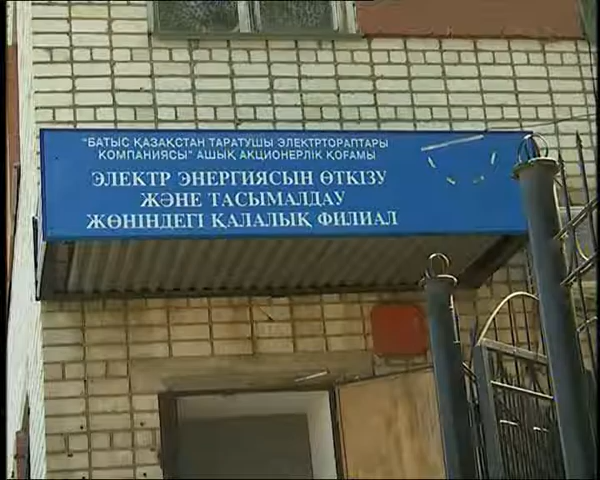 "БАТЫС ҚАЗАҚСТАН ТАРАТУШЫ ЭЛЕКТРТОРАПТАРЫ
КОМПАНИЯСЫ" АШЫҚ АКЦИОНЕРЛІК ҚОҒАМЫ
ЭЛЕКТР ЭНЕРГИЯСЫН ӨТКІЗУ
ЖӘНЕ ТАСЫМАЛДАУ
ЖӨНІНДЕГІ ҚАЛАЛЫҚ ФИЛИАЛ